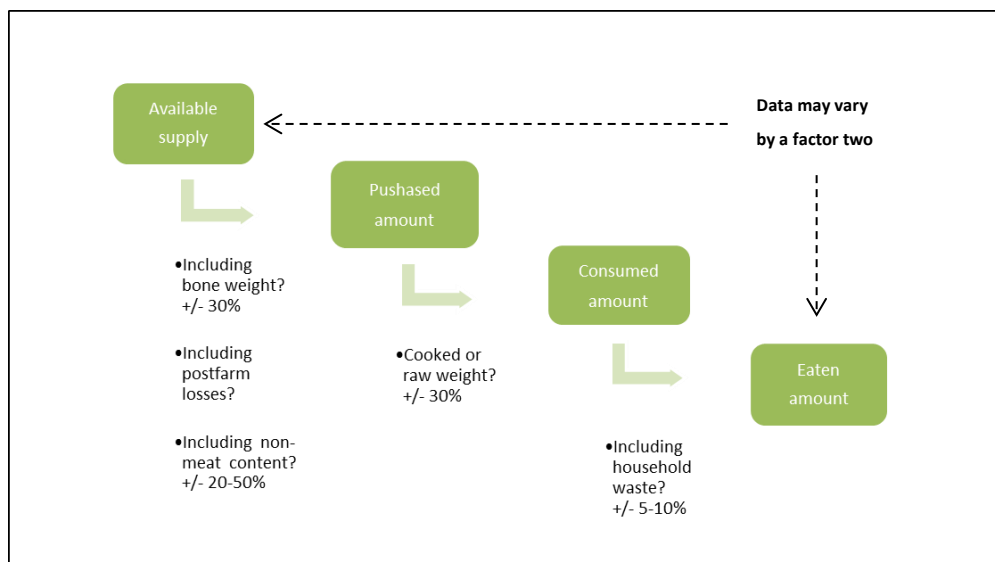 Available
supply
Data may vary
by a factor two
Pushased
amount
•Including
bone weight?
+/- 30%
•Including
postfarm
losses?
•Including non-
meat content?
+/- 20-50%
Consumed
amount
•Cooked or
raw weight?
+/- 30%
Eaten
amount
•Including
household
waste?
+/- 5-10%